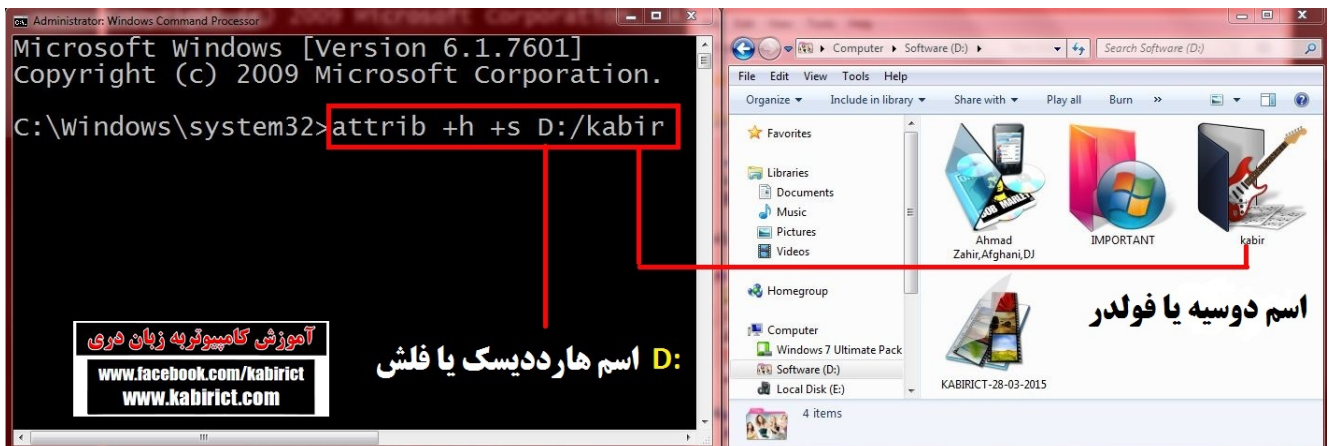 Administrator: Windows Command Processor
Microsoft Windows [Version 6.1.7601]
Copyright (c) 2009 Microsoft Corporation.
C:\Windows\system32>attrib +h +s D:/kabir
D: اسم هارددیسک یا فلش
آموزش کامپیوتر به زبان دری
www.facebook.com/kabirict
www.kabirict.com
Computer ▸ Software (D:) ▸
Search Software (D:)
File Edit View Tools Help
Organize Include in library Share with Play all Burn »
Favorites
Libraries
Documents
Music
Pictures
Videos
Homegroup
Computer
Windows 7 Ultimate Pack
Software (D:)
Local Disk (E:)
Ahmad
Zahir,Afghani,DJ
IMPORTANT
kabir
اسم دوسیه یا فولدر
KABIRICT-28-03-2015
4 items